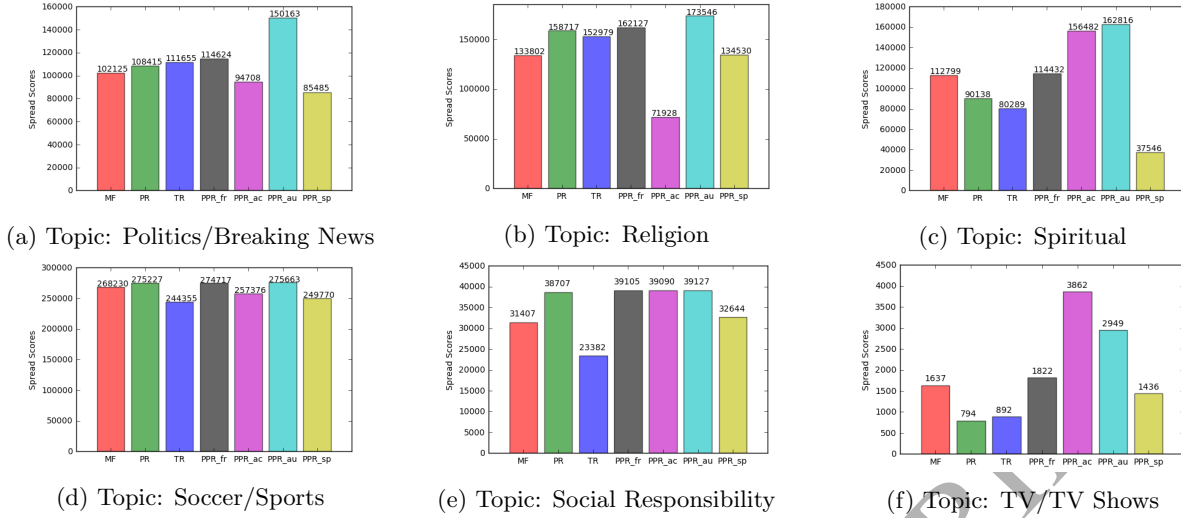 150163
102125 108415 111655 114624 94708 85485
180000
160000
140000
120000
100000
80000
60000
40000
20000
0
Spread Scores
MF PR TR PPR_fr PPR_ac PPR_au PPR_sp
(a) Topic: Politics/Breaking News
133802 158717 152979 162127 71928 173546 134530
150000
100000
50000
0
Spread Scores
MF PR TR PPR_fr PPR_ac PPR_au PPR_sp
(b) Topic: Religion
112799 90138 80289 114432 156482 162816 37546
180000
160000
140000
120000
100000
80000
60000
40000
20000
0
Spread Scores
MF PR TR PPR_fr PPR_ac PPR_au PPR_sp
(c) Topic: Spiritual
268230 275227 244355 274717 257376 275663 249770
300000
250000
200000
150000
100000
50000
0
Spread Scores
MF PR TR PPR_fr PPR_ac PPR_au PPR_sp
(d) Topic: Soccer/Sports
31407 38707 23382 39105 39090 39127 32644
45000
40000
35000
30000
25000
20000
15000
10000
5000
0
Spread Scores
MF PR TR PPR_fr PPR_ac PPR_au PPR_sp
(e) Topic: Social Responsibility
1637 794 892 1822 3862 2949 1436
4500
4000
3500
3000
2500
2000
1500
1000
500
0
Spread Scores
MF PR TR PPR_fr PPR_ac PPR_au PPR_sp
(f) Topic: TV/TV Shows